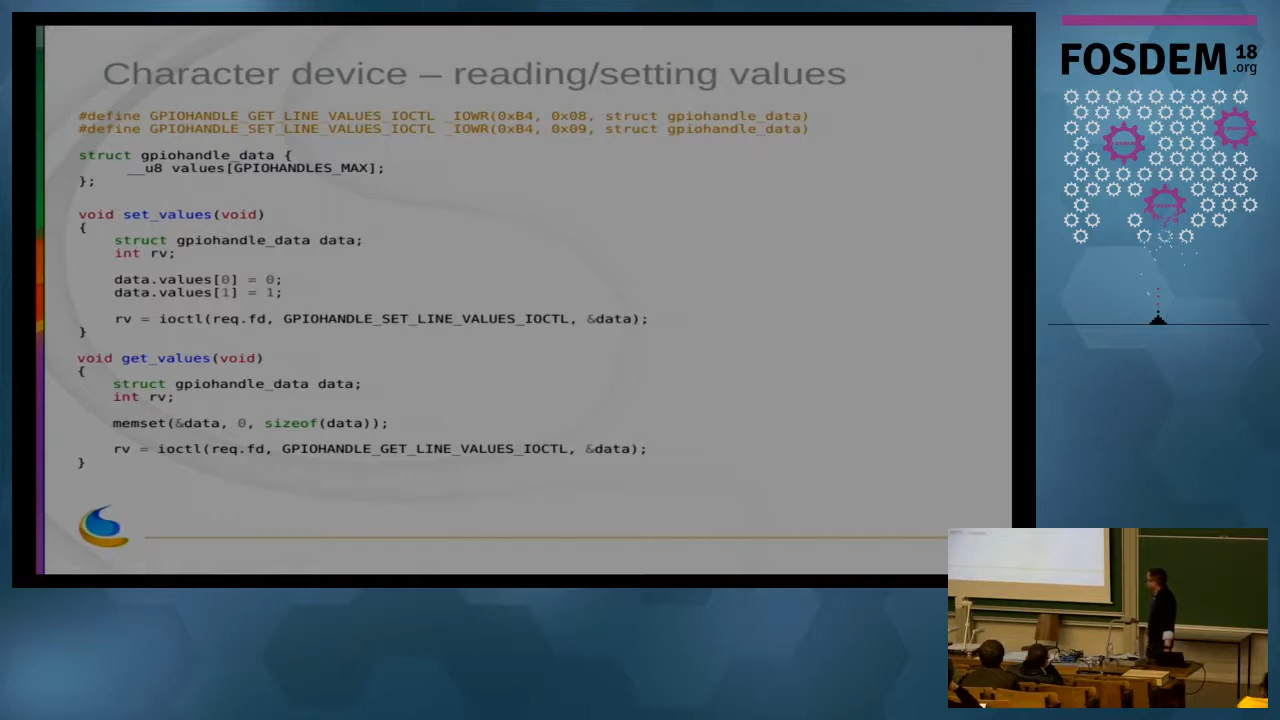 Character device – reading/setting values
#define GPIOHANDLE_GET_LINE_VALUES_IOCTL _IOWR(0xB4, 0x08, struct gpiohandle_data)
#define GPIOHANDLE_SET_LINE_VALUES_IOCTL _IOWR(0xB4, 0x09, struct gpiohandle_data)
struct gpiohandle_data {
__u8 values[GPIOHANDLES_MAX];
};
void set_values(void)
{
struct gpiohandle_data data;
int rv;
data.values[0] = 0;
data.values[1] = 1;
rv = ioctl(req.fd, GPIOHANDLE_SET_LINE_VALUES_IOCTL, &data);
}
void get_values(void)
{
struct gpiohandle_data data;
int rv;
memset(&data, 0, sizeof(data));
rv = ioctl(req.fd, GPIOHANDLE_GET_LINE_VALUES_IOCTL, &data);
}
FOSDEM 18
.org